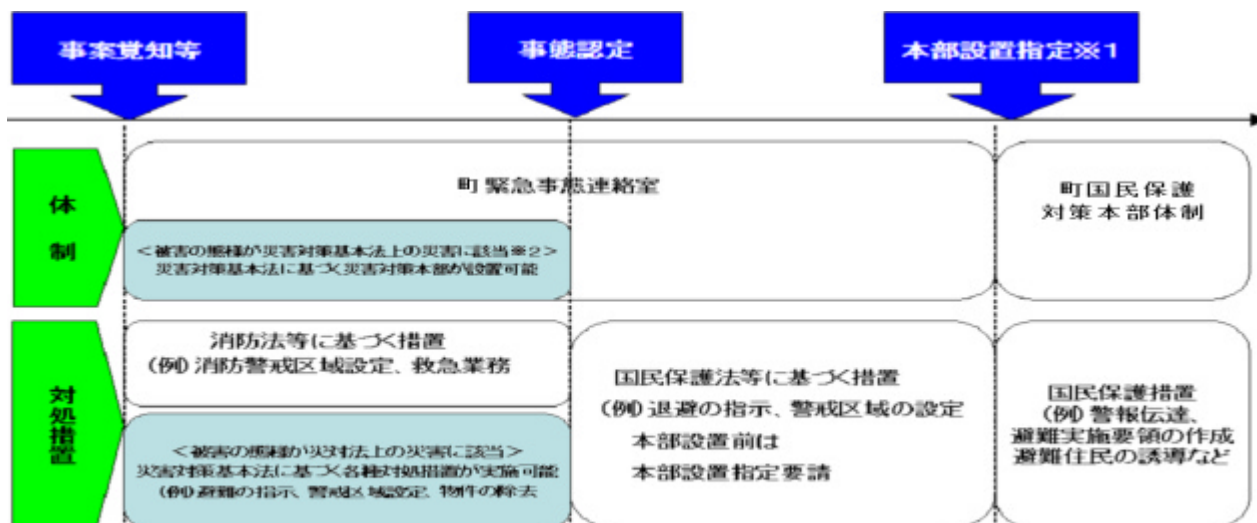 事案覚知等
事態認定
本部設置指定※1
体制
町緊急事態連絡室
<被害の態様が災害対策基本法上の災害に該当※2>
災害対策基本法に基づく災害対策本部が設置可能
町国民保護
対策本部体制
対処措置
消防法等に基づく措置
(例)消防警戒区域設定、救急業務
<被害の態様が災対法上の災害に該当>
災害対策基本法に基づく各種対処措置が実施可能
(例)避難の指示、警戒区域設定、物件の除去
国民保護法等に基づく措置
(例)退避の指示、警戒区域の設定
本部設置前は
本部設置指定要請
国民保護措置
(例)警報伝達、
避難実施要領の作成
避難住民の誘導など